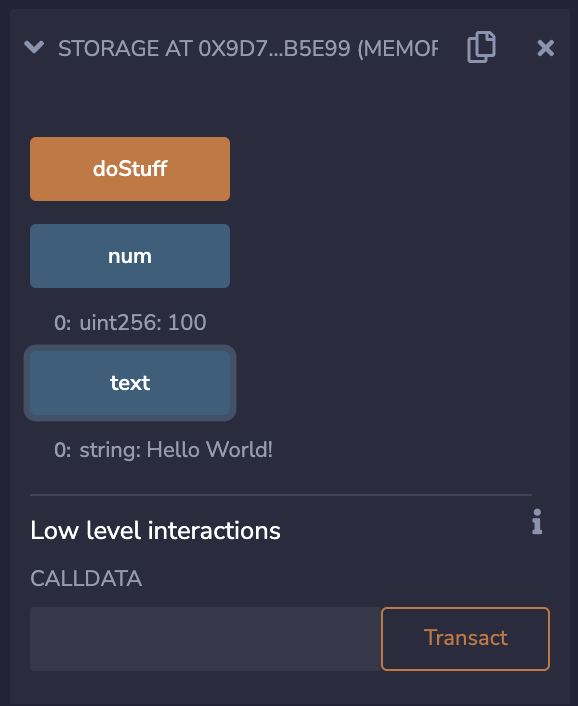 STORAGE AT 0X9D7...B5E99 (MEMOR
doStuff
num
0: uint256: 100
text
0: string: Hello World!
Low level interactions
CALLDATA
Transact